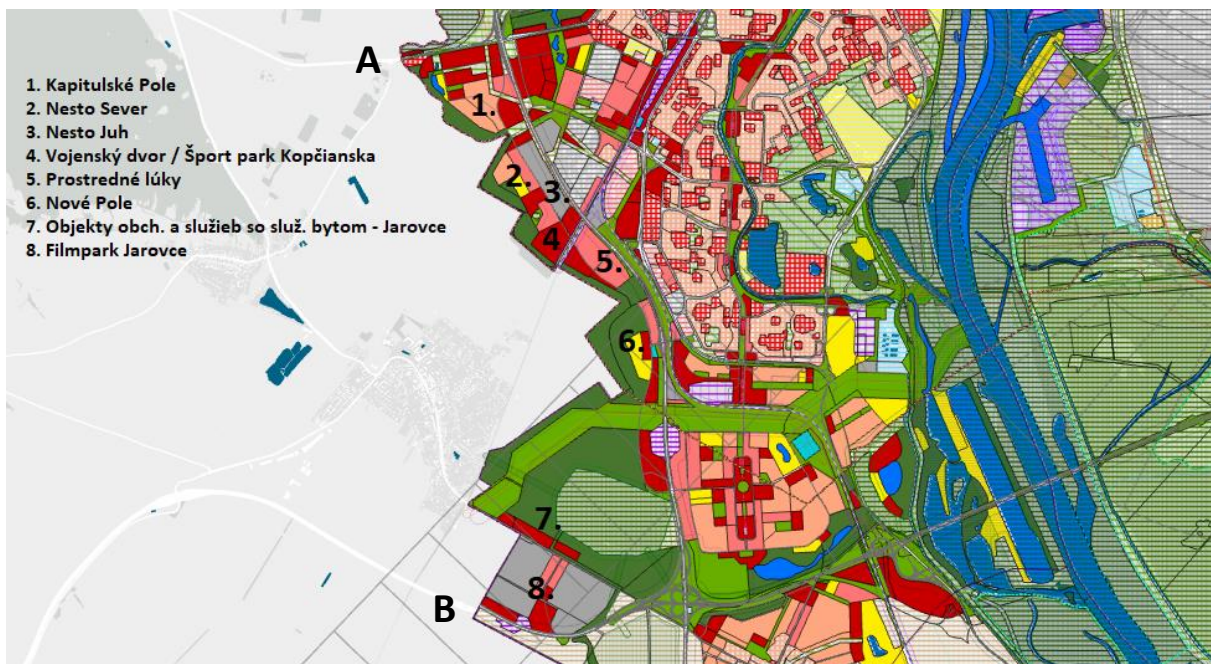 A
1. Kapitulské Pole
2. Nesto Sever
3. Nesto Juh
4. Vojenský dvor / Šport park Kopčianska
5. Prostredné lúky
6. Nové Pole
7. Objekty obch. a služieb so služ. bytom - Jarovce
8. Filmpark Jarovce
1.
2.
3.
4
5.
6.
7.
8.
B